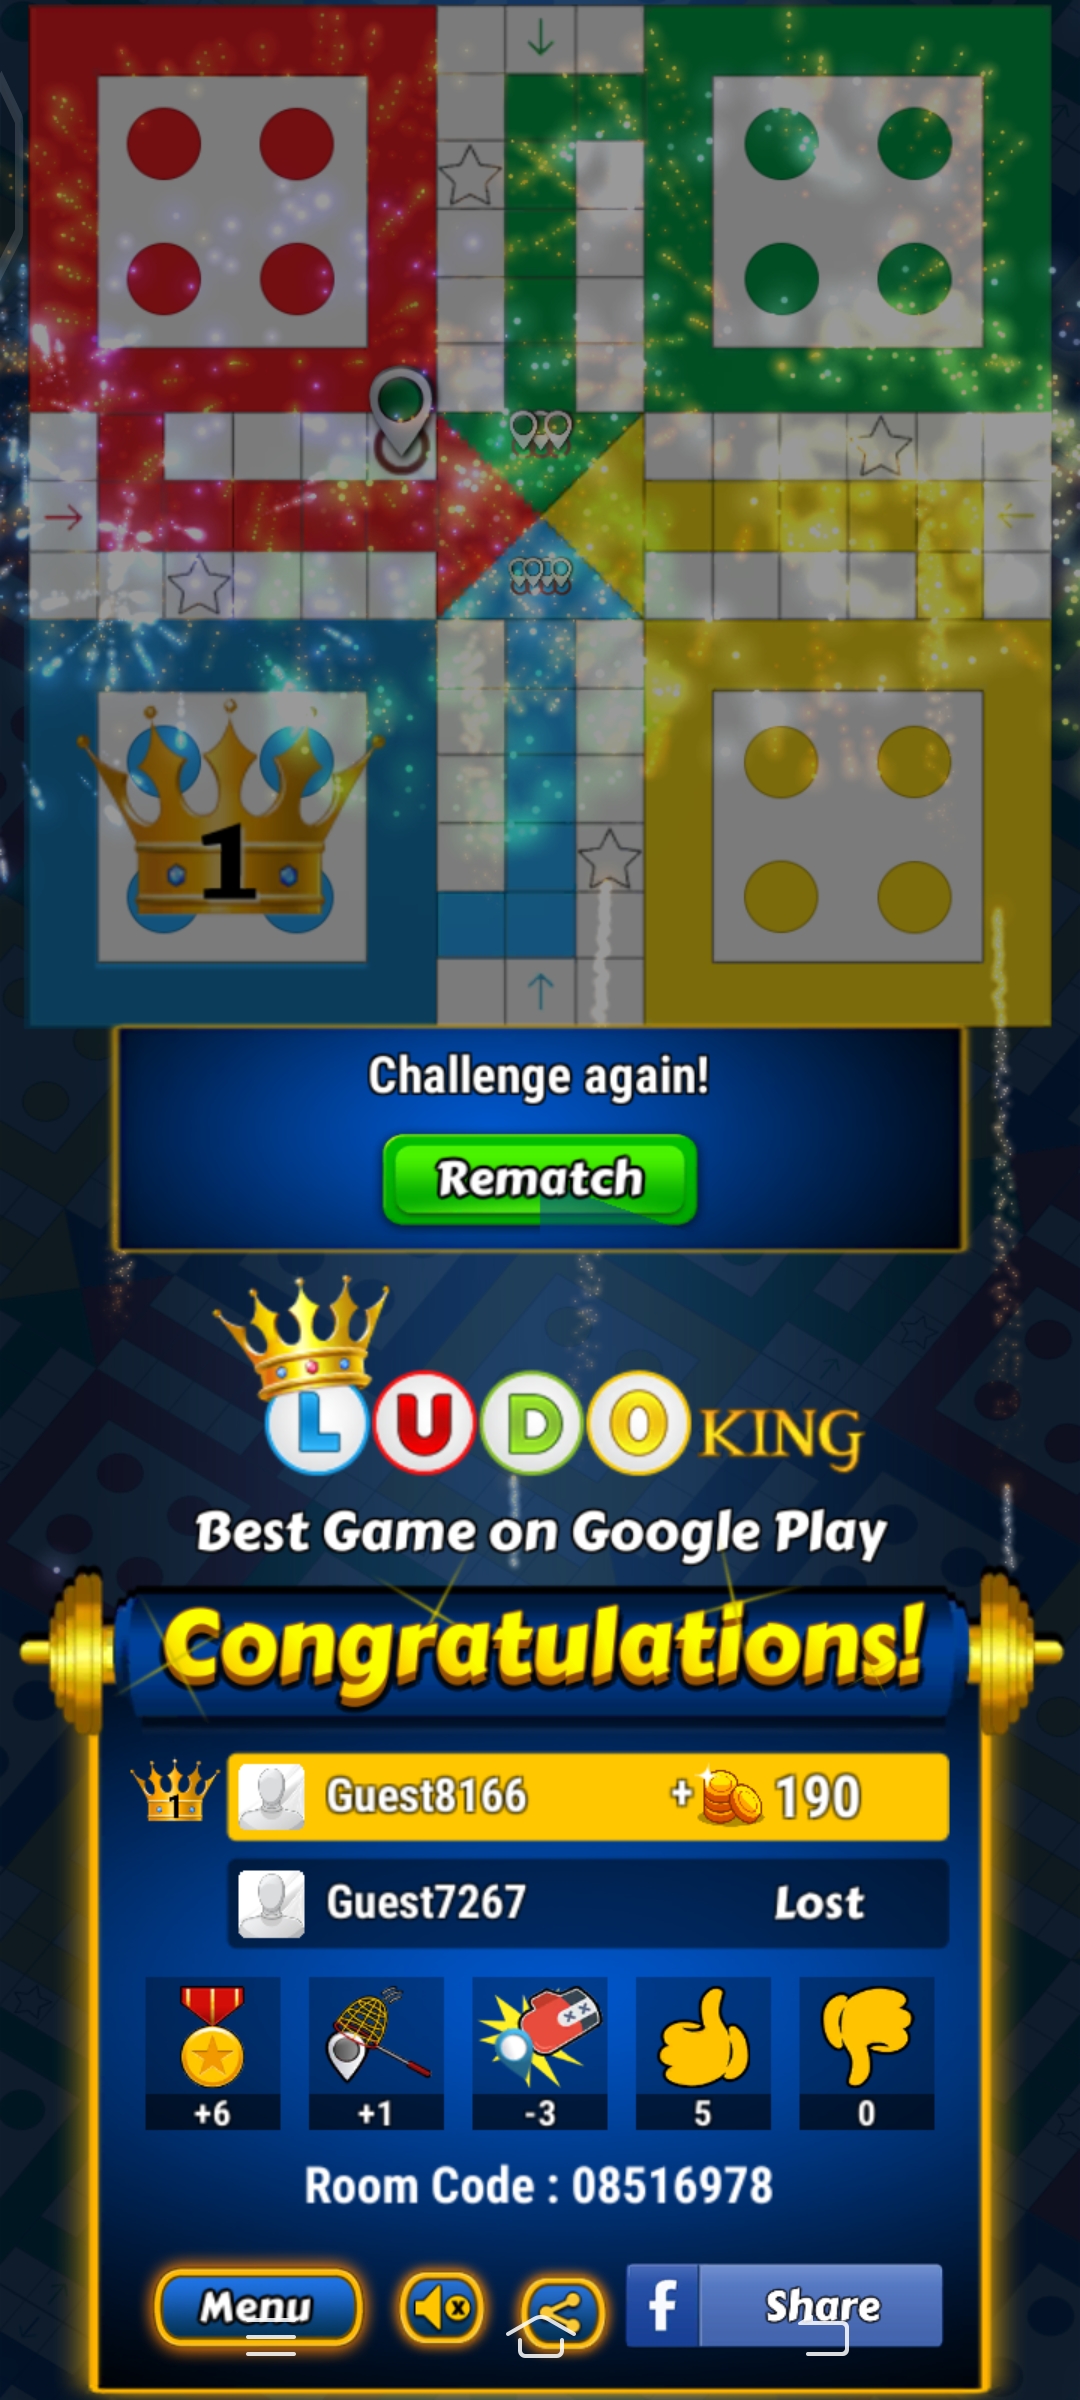 1
Challenge again!
Rematch
LUDO KING
Best Game on Google Play
Congratulations!
1 Guest8166 + 190
Guest7267 Lost
+6 +1 -3 5 0
Room Code : 08516978
Menu x f Share